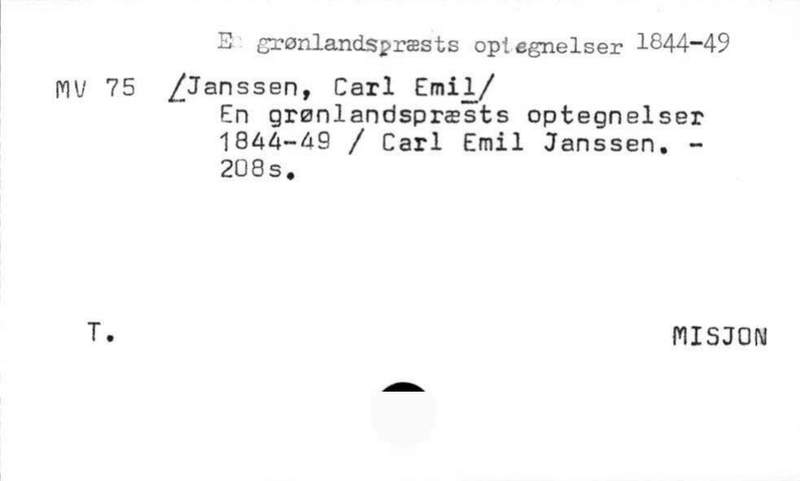 En grønlandspræsts optegnelser 1844-49
MV 75 /Janssen, Carl Emil/
En grønlandspræsts optegnelser
1844-49 / Carl Emil Janssen. -
208s.
T. MISJON